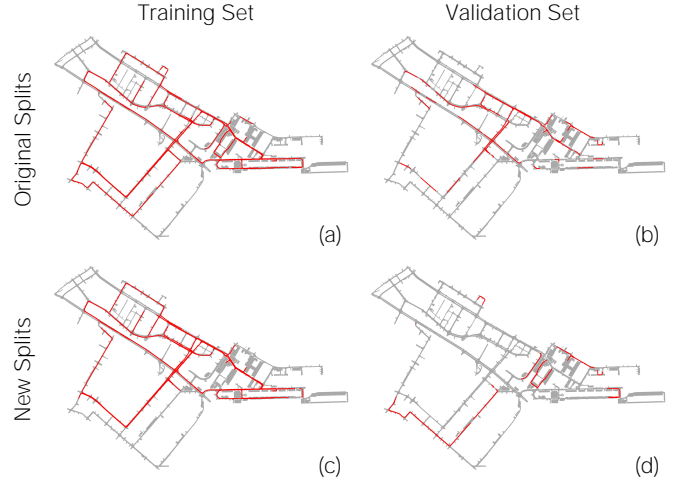 Training Set
Validation Set
Original Splits
(a)
(b)
New Splits
(c)
(d)